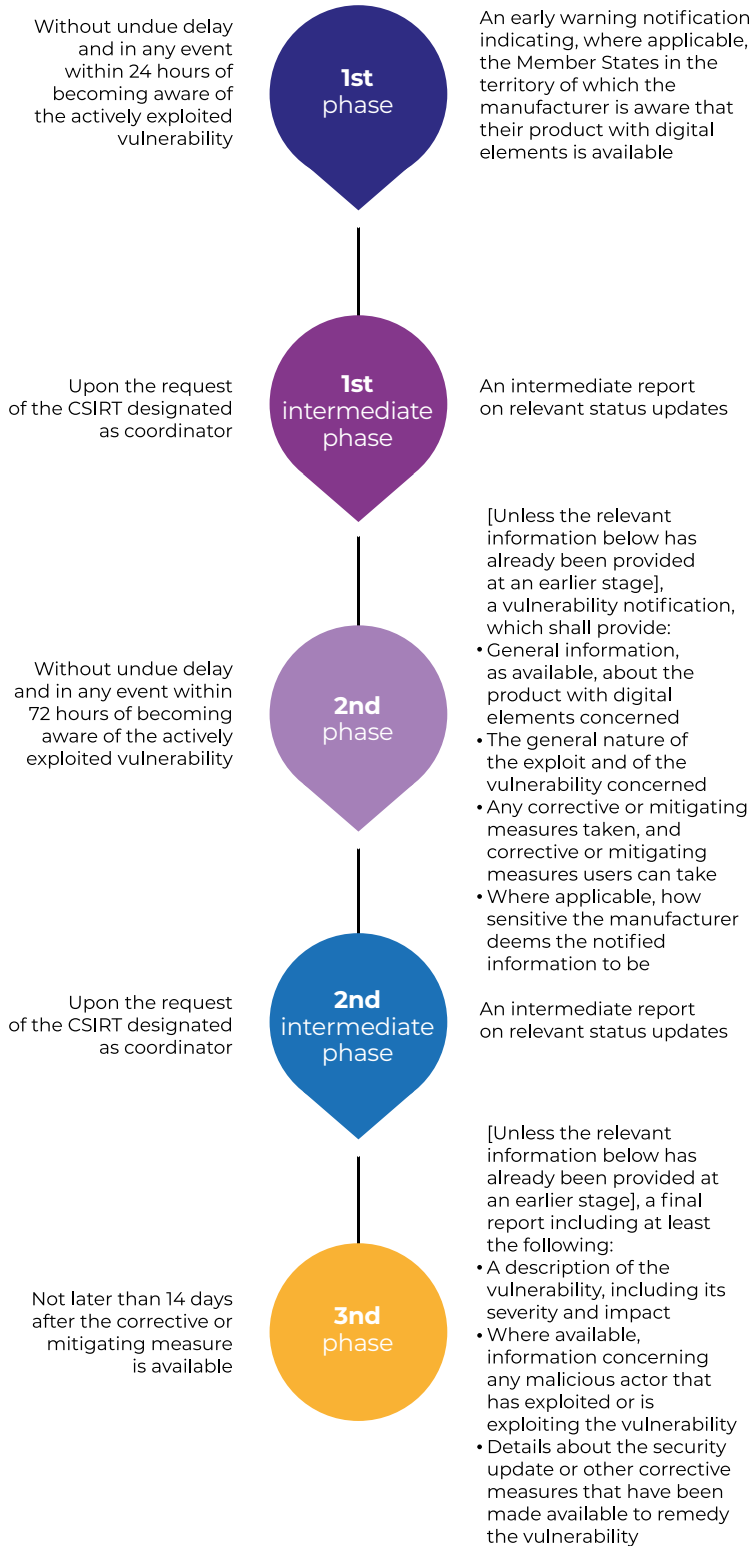 Without undue delay
and in any event
within 24 hours of
becoming aware of
the actively exploited
vulnerability
1st
phase
An early warning notification
indicating, where applicable,
the Member States in the
territory of which the
manufacturer is aware that
their product with digital
elements is available
Upon the request
of the CSIRT designated
as coordinator
1st
intermediate
phase
An intermediate report
on relevant status updates
Without undue delay
and in any event within
72 hours of becoming
aware of the actively
exploited vulnerability
2nd
phase
[Unless the relevant
information below has
already been provided
at an earlier stage],
a vulnerability notification,
which shall provide:
• General information,
as available, about the
product with digital
elements concerned
• The general nature of
the exploit and of the
vulnerability concerned
• Any corrective or mitigating
measures taken, and
corrective or mitigating
measures users can take
• Where applicable, how
sensitive the manufacturer
deems the notified
information to be
Upon the request
of the CSIRT designated
as coordinator
2nd
intermediate
phase
An intermediate report
on relevant status updates
Not later than 14 days
after the corrective or
mitigating measure
is available
3nd
phase
[Unless the relevant
information below has
already been provided at
an earlier stage], a final
report including at least
the following:
• A description of the
vulnerability, including its
severity and impact
• Where available,
information concerning
any malicious actor that
has exploited or is
exploiting the vulnerability
• Details about the security
update or other corrective
measures that have been
made available to remedy
the vulnerability